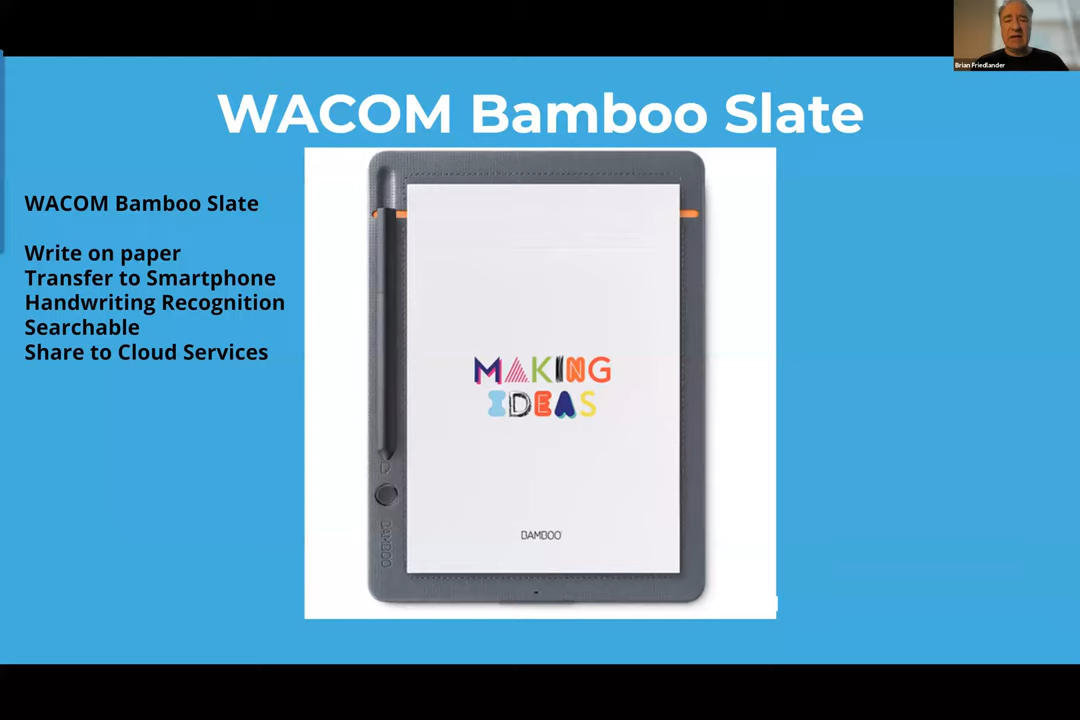 Brian Friedlander
WACOM Bamboo Slate
WACOM Bamboo Slate
Write on paper
Transfer to Smartphone
Handwriting Recognition
Searchable
Share to Cloud Services
MAKING
IDEAS
BAMBOO
BAMBOO